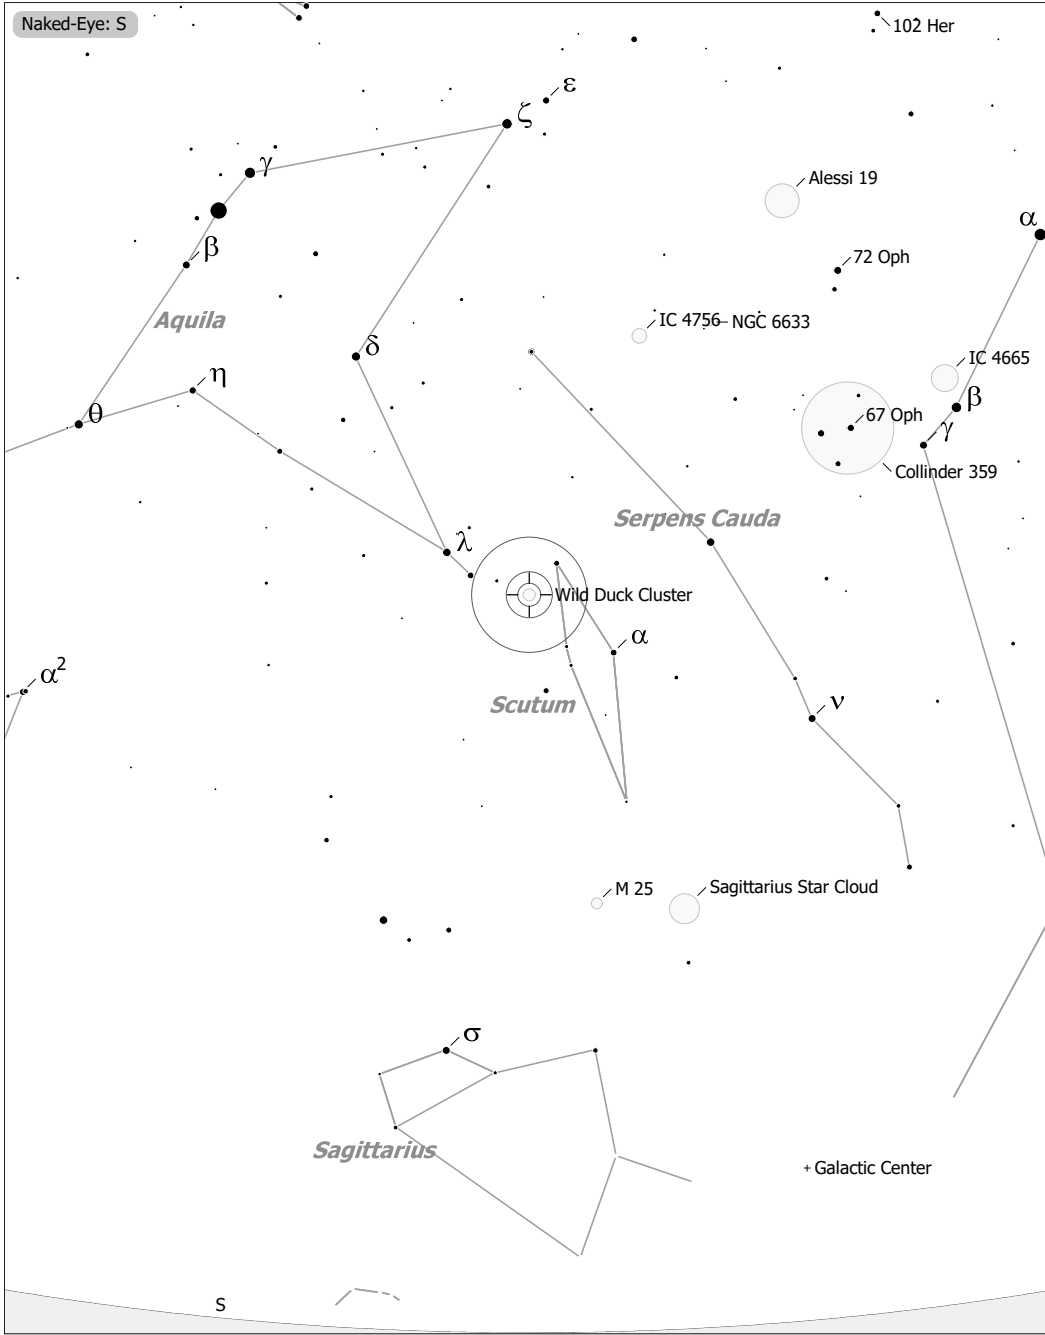 Naked-Eye: S
102 Her
ε
ζ
γ
Alessi 19
α
β
72 Oph
Aquila
IC 4756
NGC 6633
δ
IC 4665
η
β
θ
67 Oph
γ
Collinder 359
Serpens Cauda
λ
Wild Duck Cluster
α
α2
Scutum
ν
M 25
Sagittarius Star Cloud
σ
Sagittarius
Galactic Center
S